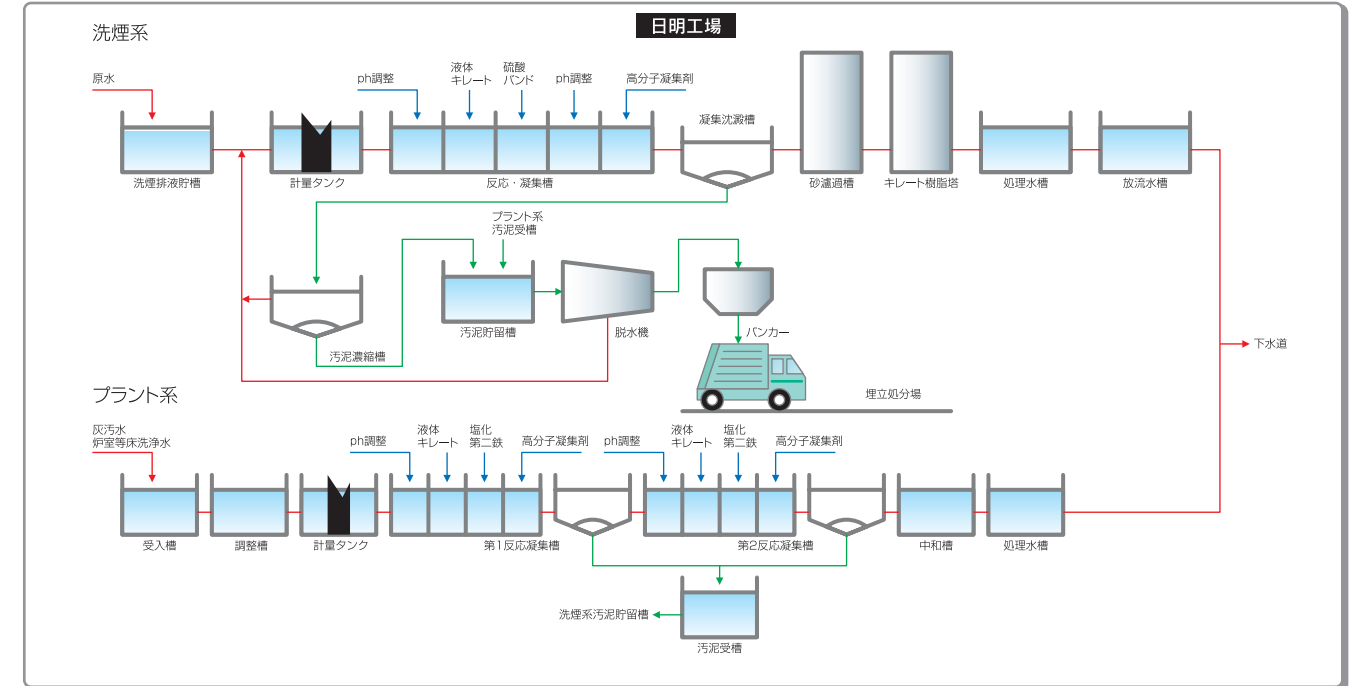 日明工場
洗煙系
原水
ph調整
液体
キレート
硫酸
バンド
ph調整
高分子凝集剤
凝集沈澱槽
洗煙排液貯槽
計量タンク
反応・凝集槽
砂濾過槽
キレート樹脂塔
処理水槽
放流水槽
プラント系
汚泥受槽
汚泥濃縮槽
汚泥貯留槽
脱水機
バンカー
下水道
埋立処分場
プラント系
灰汚水
炉室等床洗浄水
ph調整
液体
キレート
塩化
第二鉄
高分子凝集剤
ph調整
液体
キレート
塩化
第二鉄
高分子凝集剤
受入槽
調整槽
計量タンク
第1反応凝集槽
第2反応凝集槽
中和槽
処理水槽
洗煙系汚泥貯留槽
汚泥受槽